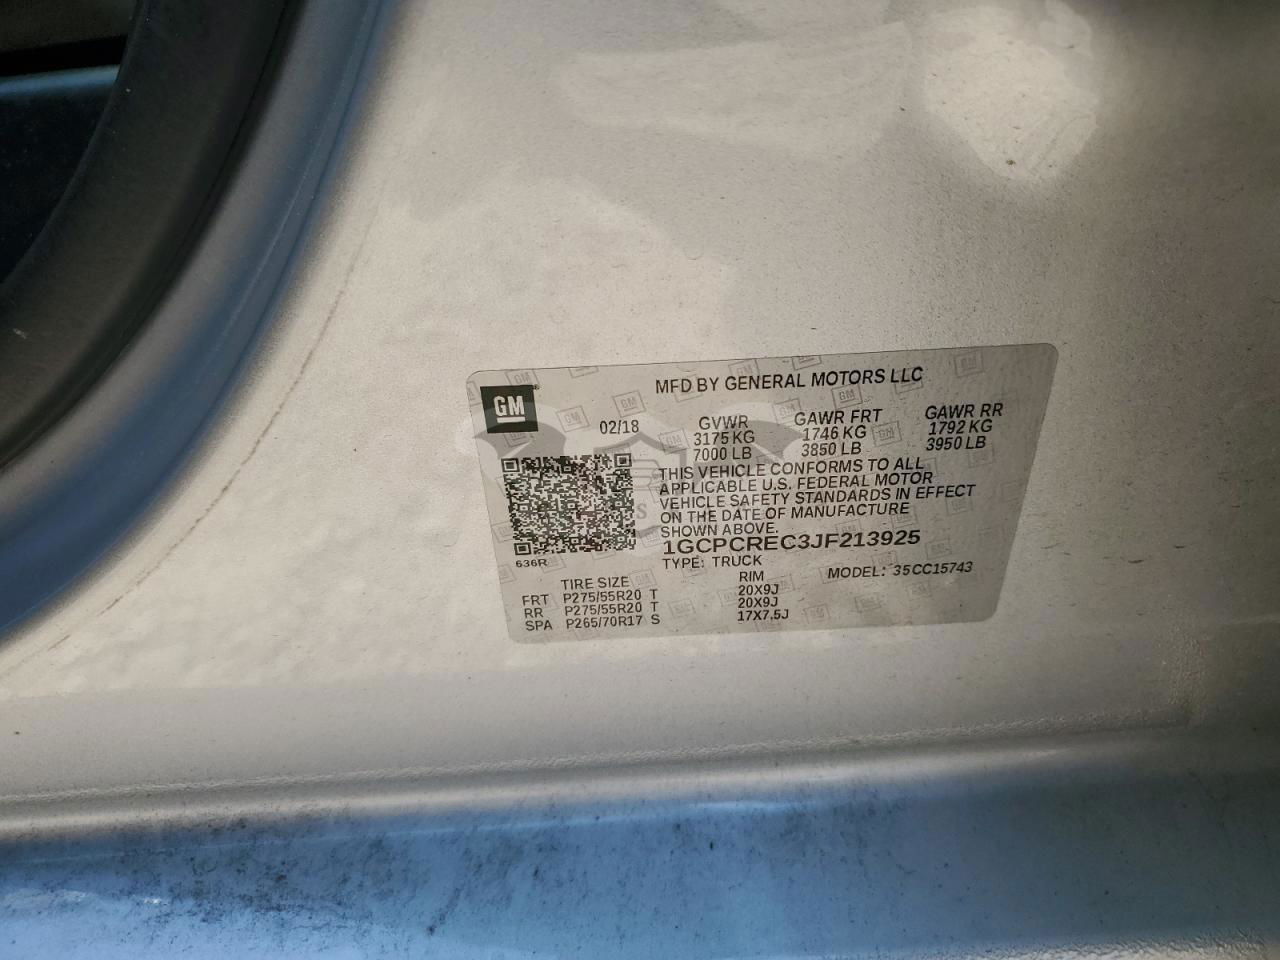 MFD BY GENERAL MOTORS LLC
GM
02/18 GVWR GAWR FRT GAWR RR
3175 KG 1746 KG 1792 KG
7000 LB 3850 LB 3950 LB
THIS VEHICLE CONFORMS TO ALL
APPLICABLE U.S. FEDERAL MOTOR
VEHICLE SAFETY STANDARDS IN EFFECT
ON THE DATE OF MANUFACTURE
SHOWN ABOVE.
1GCPCREC3JF213925
636R
TYPE: TRUCK
MODEL: 35CC15743
TIRE SIZE RIM
FRT P275/55R20 T 20X9J
RR P275/55R20 T 20X9J
SPA P265/70R17 S 17X7.5J